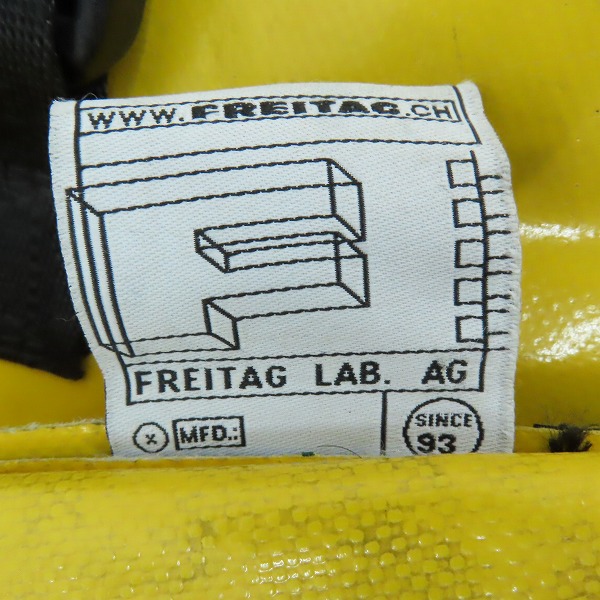 WWW.FREITAG.CH
FREITAG LAB. AG
MFD.:
SINCE
93